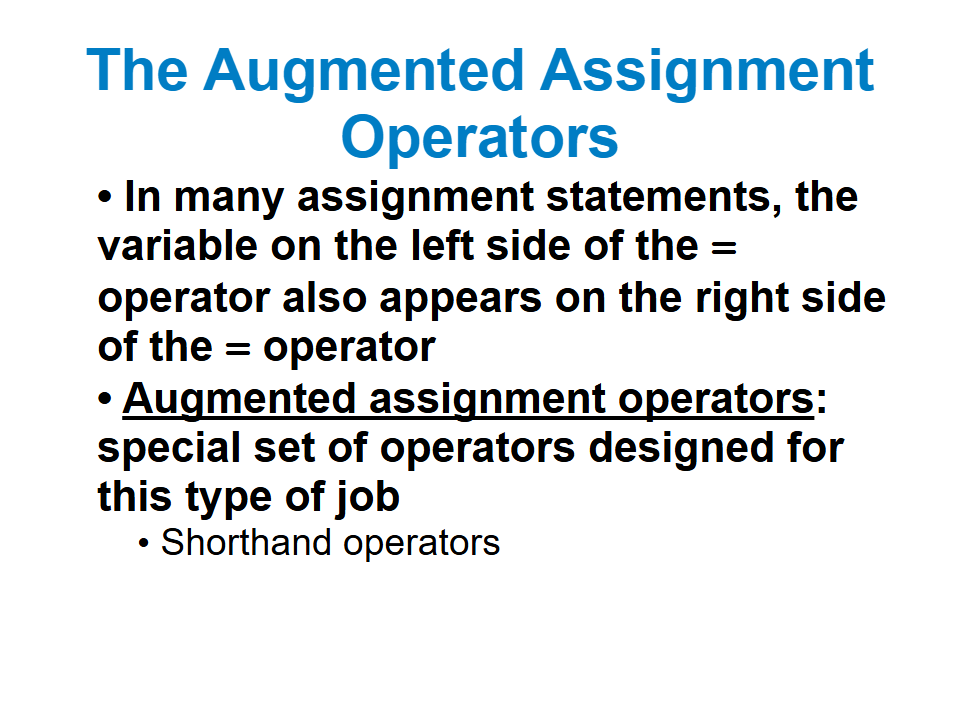 The Augmented Assignment
Operators
• In many assignment statements, the
variable on the left side of the =
operator also appears on the right side
of the = operator
• Augmented assignment operators:
special set of operators designed for
this type of job
• Shorthand operators